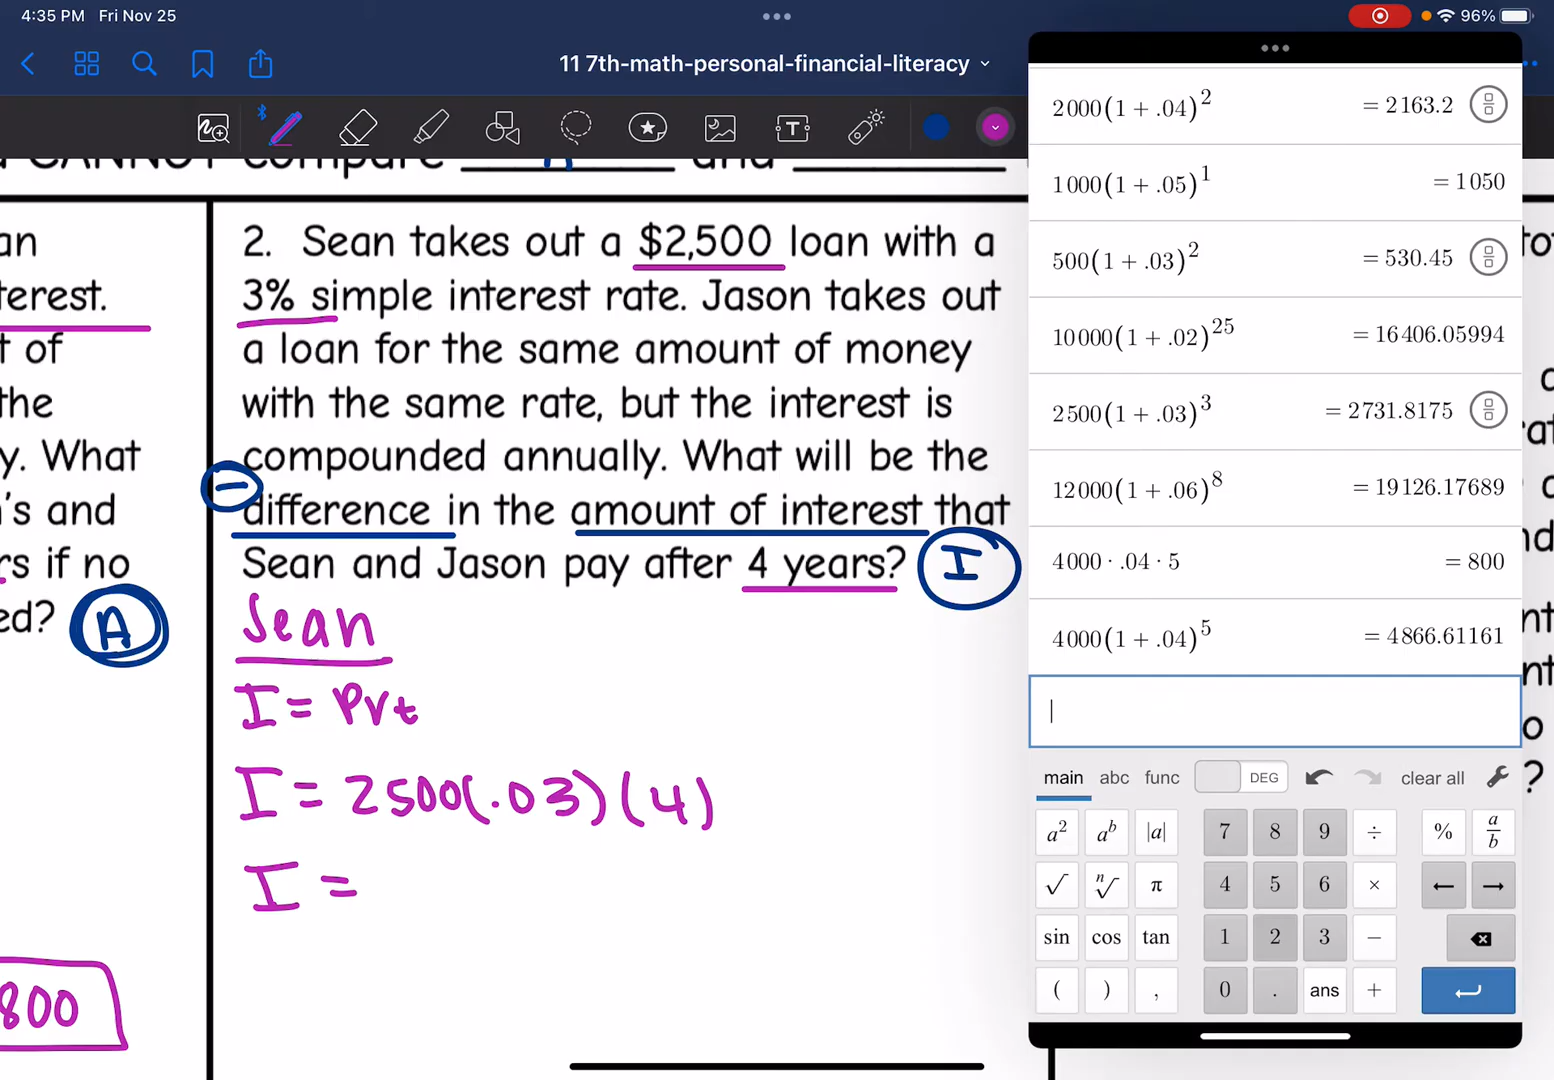 4:35 PM Fri Nov 25
96%
11 7th-math-personal-financial-literacy
CANNOT compare A and
an
terest.
t of
the
y. What
's and
rs if no
ed? A
800
2. Sean takes out a $2,500 loan with a
3% simple interest rate. Jason takes out
a loan for the same amount of money
with the same rate, but the interest is
compounded annually. What will be the
− difference in the amount of interest that
Sean and Jason pay after 4 years? I
Sean
I = Prt
I = 2500(.03)(4)
I =
2000(1 + .04)^2 = 2163.2
1000(1 + .05)^1 = 1050
500(1 + .03)^2 = 530.45
10000(1 + .02)^25 = 16406.05994
2500(1 + .03)^3 = 2731.8175
12000(1 + .06)^8 = 19126.17689
4000 · .04 · 5 = 800
4000(1 + .04)^5 = 4866.61161
main abc func DEG clear all
a^2 a^b |a| 7 8 9 ÷ % a/b
√ n√ π 4 5 6 × ← →
sin cos tan 1 2 3 −
( ) , 0 . ans +